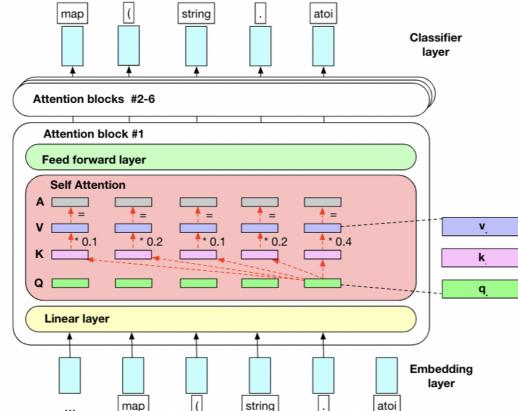 map ( string . atoi
Classifier
layer
Attention blocks #2-6
Attention block #1
Feed forward layer
Self Attention
A
= = = = =
V
v.
* 0.1 * 0.2 * 0.1 * 0.2 * 0.4
K
k.
Q
q.
Linear layer
Embedding
layer
... map ( string . atoi